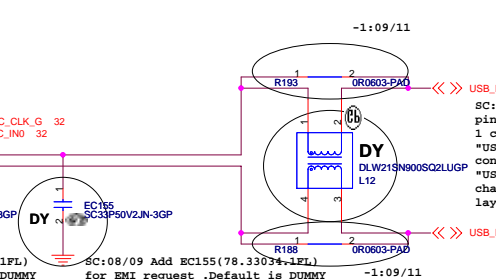 -1:09/11
1 2
R193 0R0603-PAD
USB_
C_CLK_G 32
C_IN0 32
1 2
SC:
pin
1 c
"US
con
"US
cha
lay
DY
DLW21SN900SQ2LUGP
L12
4 3
1
EC155
SC33P50V2JN-3GP
DY 2
3GP
USB_
1 2
R188 0R0603-PAD
1FL) SC:08/09 Add EC155(78.33034.1FL)
DUMMY for EMI request .Default is DUMMY
-1:09/11